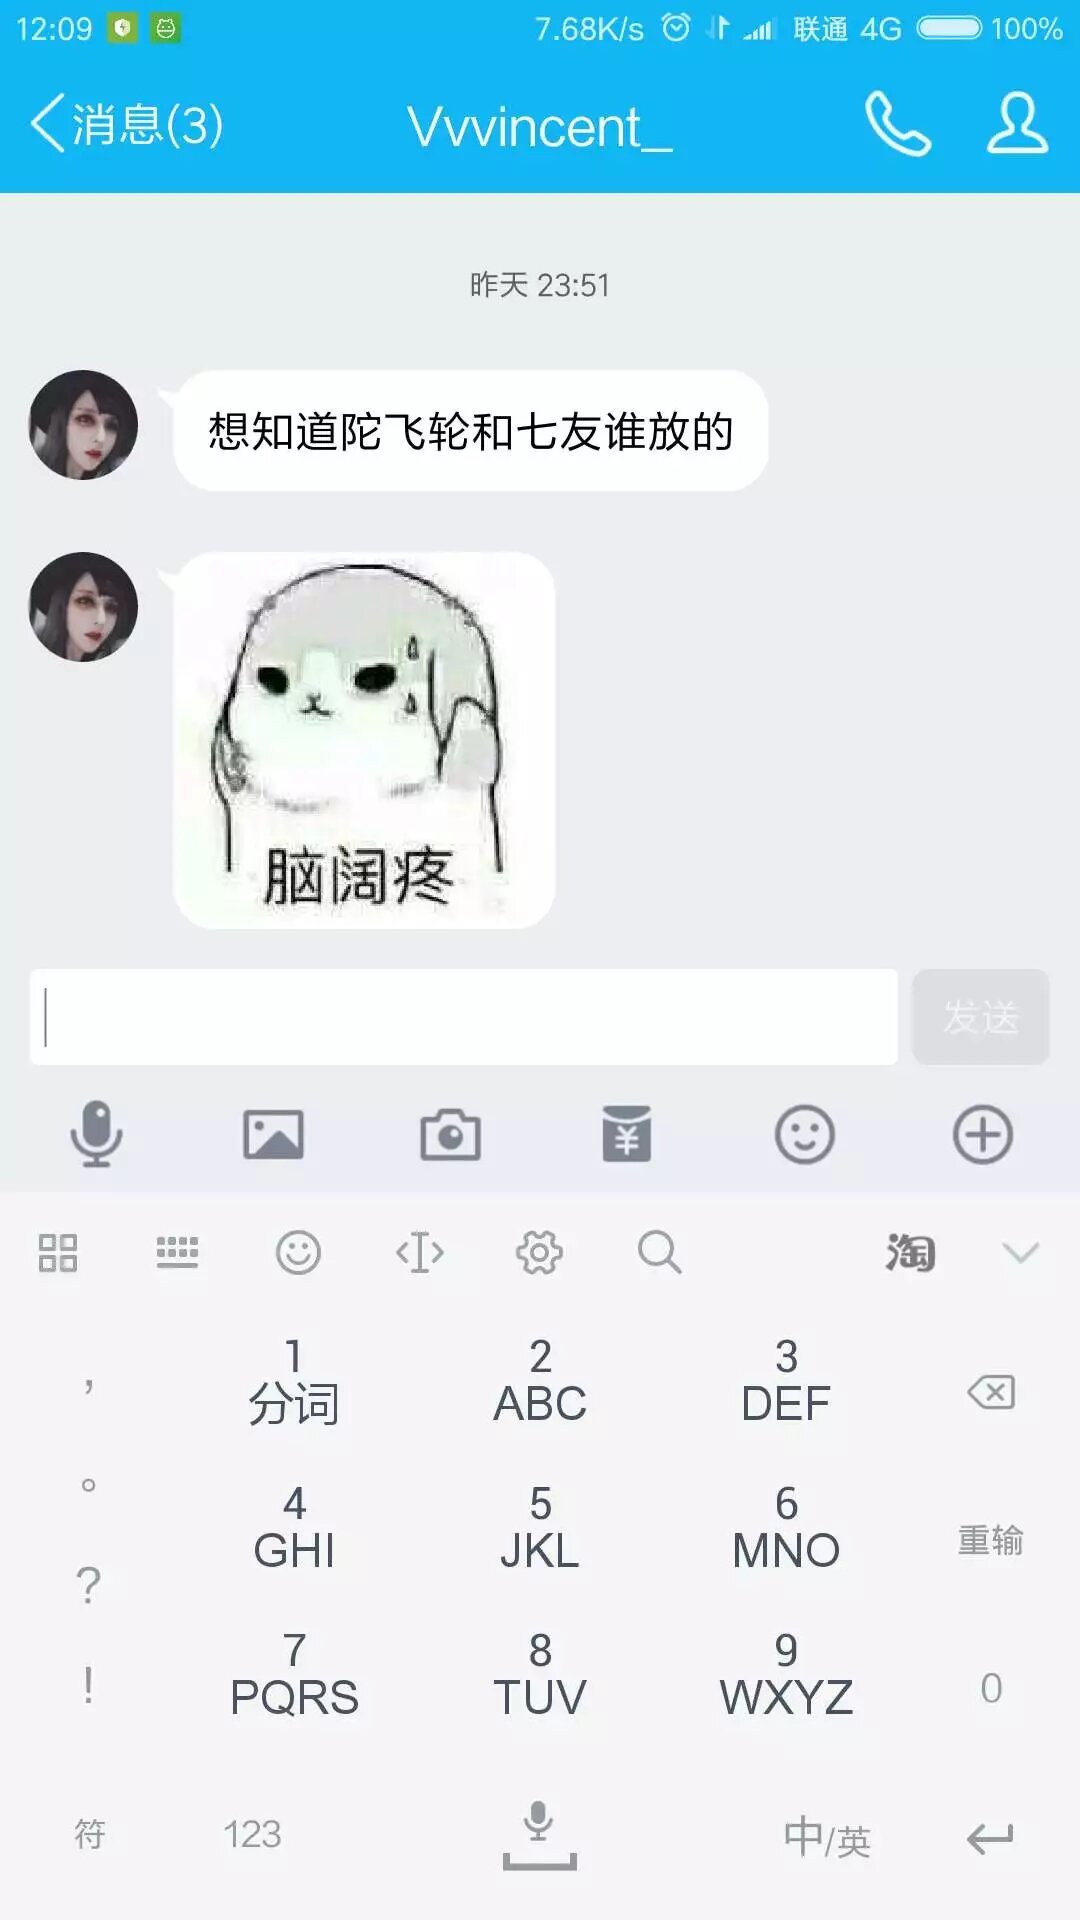 12:09 7.68K/s 联通 4G 100%
消息(3) Vvvincent_
昨天 23:51
想知道陀飞轮和七友谁放的
脑阔疼
发送
淘
1 2 3
, 分词 ABC DEF
。
4 5 6
GHI JKL MNO 重输
?
7 8 9
! PQRS TUV WXYZ 0
符 123 中/英